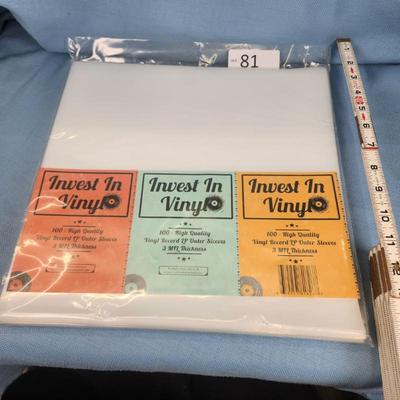 81
Invest In
Vinyl
100 - High Quality
Vinyl Record LP Outer Sleeves
3 MIL Thickness
Invest In
Vinyl
100 - High Quality
Vinyl Record LP Outer Sleeves
3 MIL Thickness
Invest In
Vinyl
100 - High Quality
Vinyl Record LP Outer Sleeves
3 MIL Thickness